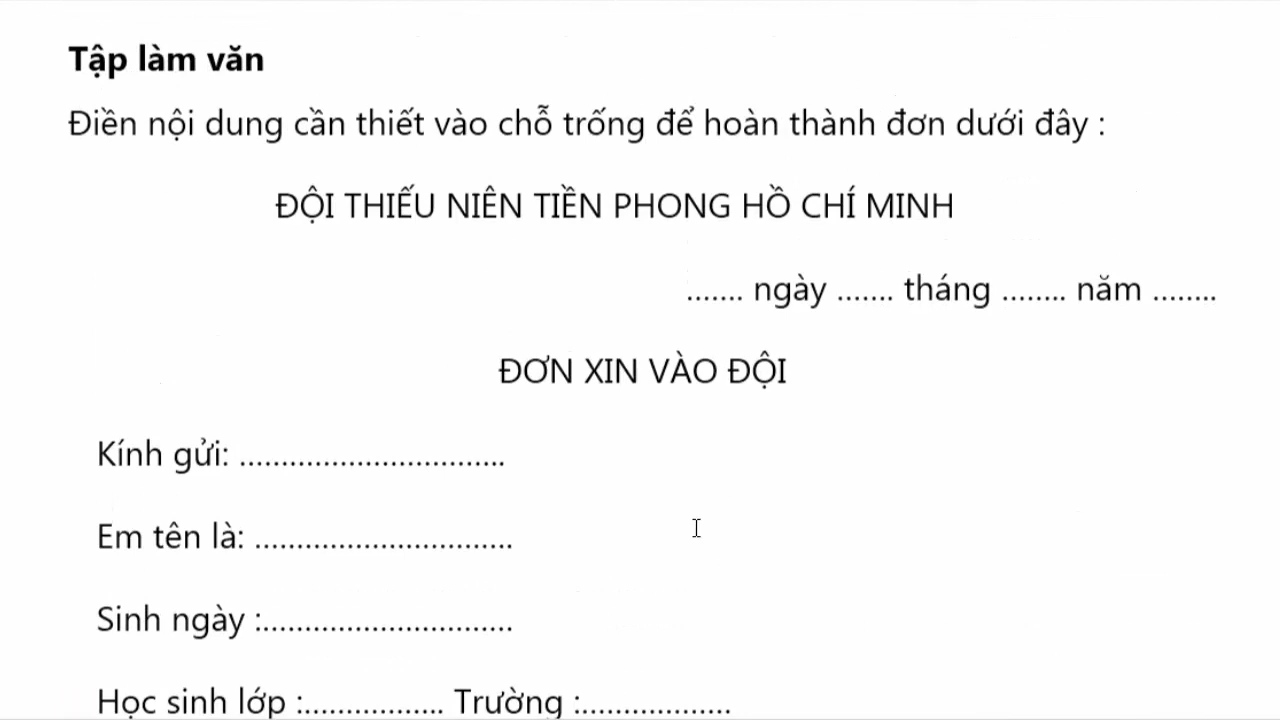 Tập làm văn
Điền nội dung cần thiết vào chỗ trống để hoàn thành đơn dưới đây :
ĐỘI THIẾU NIÊN TIỀN PHONG HỒ CHÍ MINH
....... ngày ....... tháng ........ năm ........
ĐƠN XIN VÀO ĐỘI
Kính gửi: ................................
Em tên là: ...............................
Sinh ngày :..............................
Học sinh lớp :................. Trường :..................